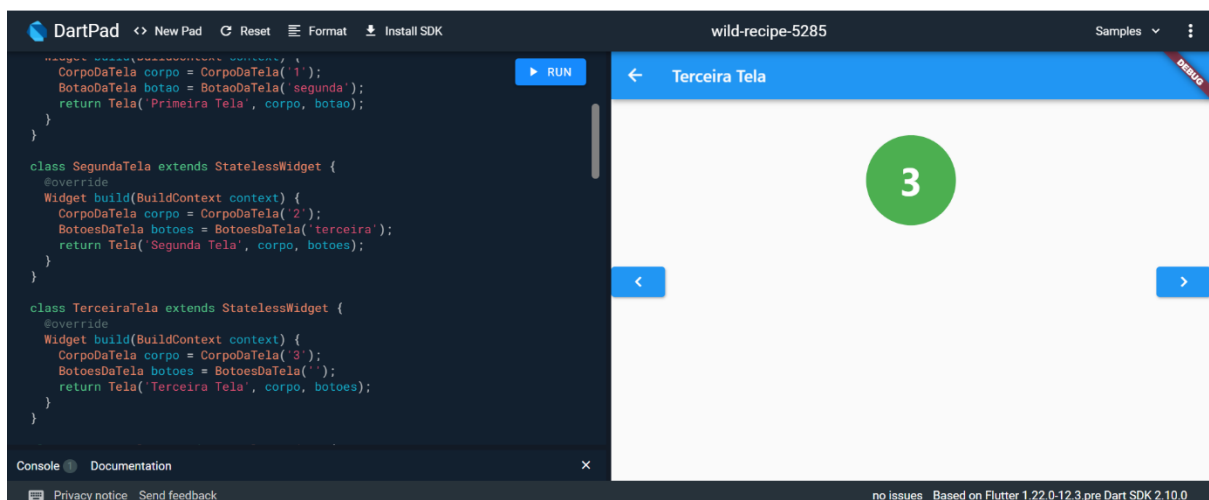 DartPad <> New Pad Reset Format Install SDK wild-recipe-5285 Samples
Widget build(BuildContext context) {
CorpoDaTela corpo = CorpoDaTela('1');
BotaoDaTela botao = BotaoDaTela('segunda');
return Tela('Primeira Tela', corpo, botao);
}
}
class SegundaTela extends StatelessWidget {
@override
Widget build(BuildContext context) {
CorpoDaTela corpo = CorpoDaTela('2');
BotoesDaTela botoes = BotoesDaTela('terceira');
return Tela('Segunda Tela', corpo, botoes);
}
}
class TerceiraTela extends StatelessWidget {
@override
Widget build(BuildContext context) {
CorpoDaTela corpo = CorpoDaTela('3');
BotoesDaTela botoes = BotoesDaTela('');
return Tela('Terceira Tela', corpo, botoes);
}
}
RUN
Terceira Tela
DEBUG
3
Console 1 Documentation ×
Privacy notice Send feedback
no issues Based on Flutter 1.22.0-12.3.pre Dart SDK 2.10.0